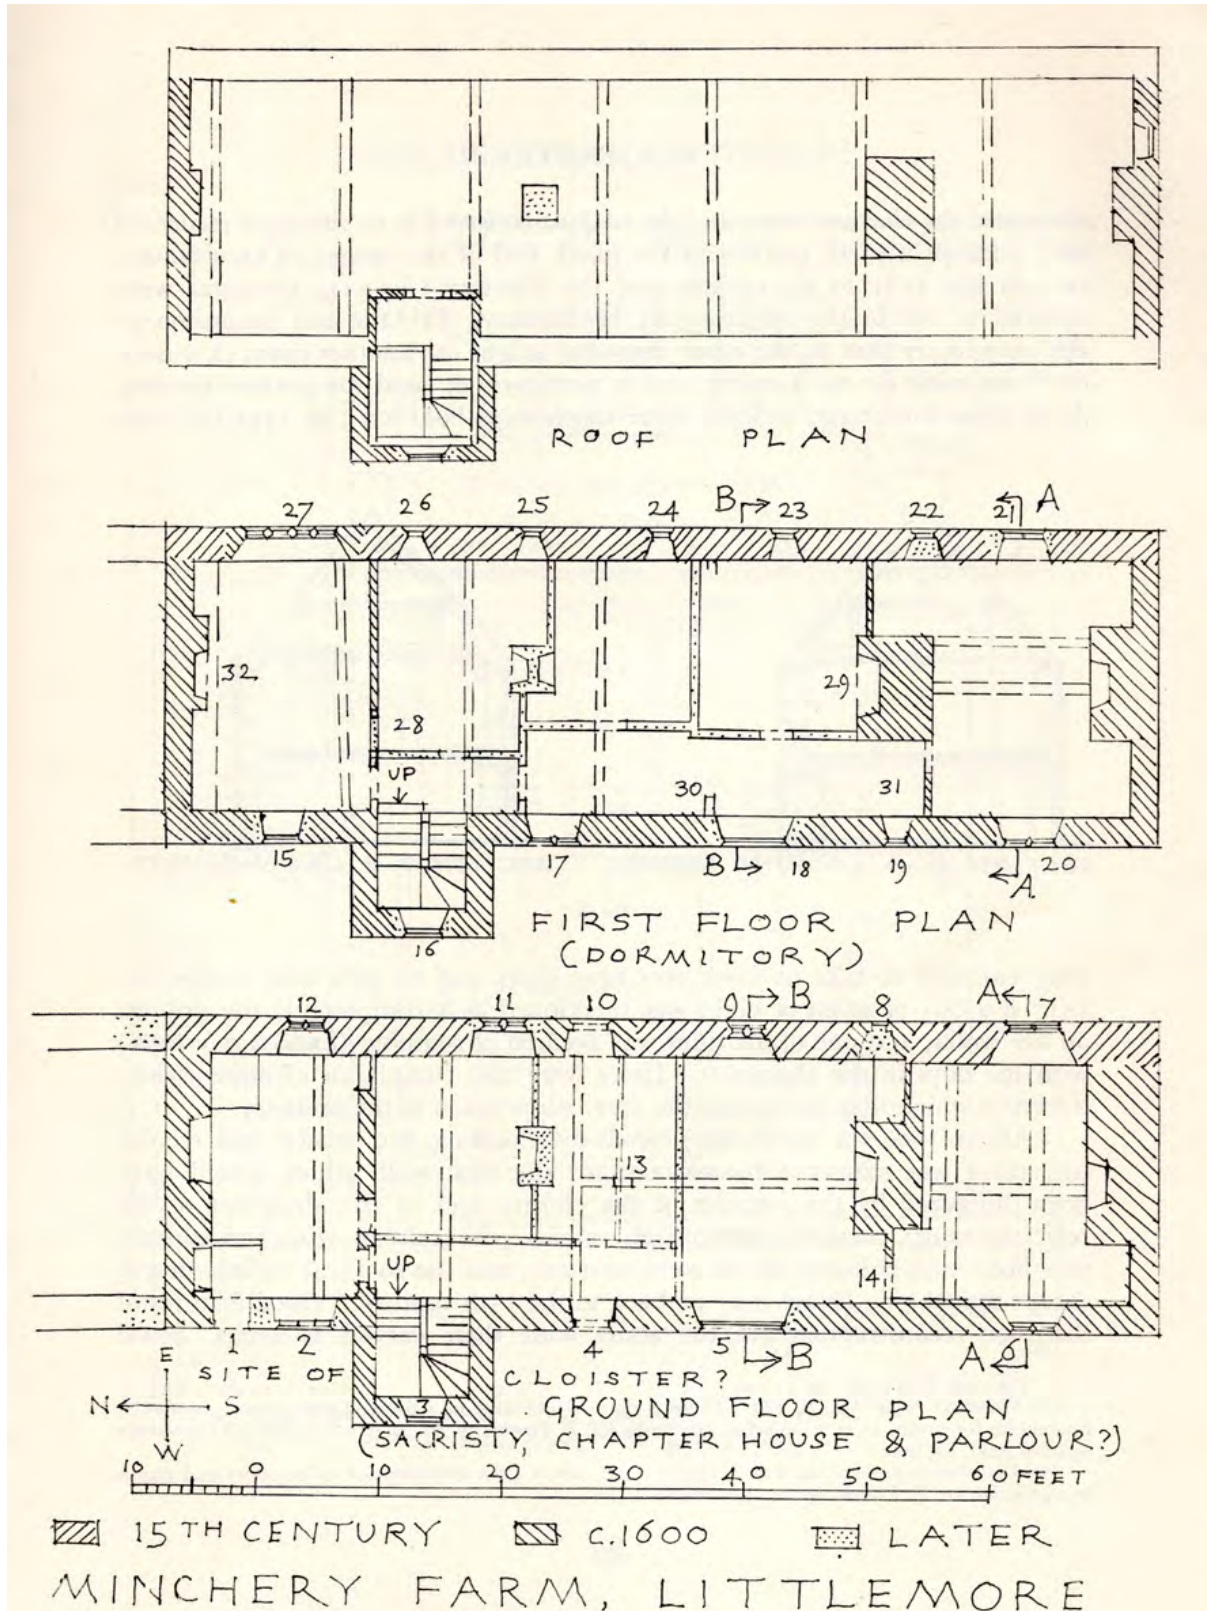 ROOF PLAN
27 26 25 24 B 23 22 21 A
32
28
29
UP
30
31
15 17 B 18 19 A 20
16
FIRST FLOOR PLAN
(DORMITORY)
12 11 10 9 B 8 A 7
13
UP
14
1 2 4 5 B A 6
E
SITE OF CLOISTER?
N S
3
GROUND FLOOR PLAN
W
(SACRISTY, CHAPTER HOUSE & PARLOUR?)
10 0 10 20 30 40 50 60 FEET
15TH CENTURY C.1600 LATER
MINCHERY FARM, LITTLEMORE